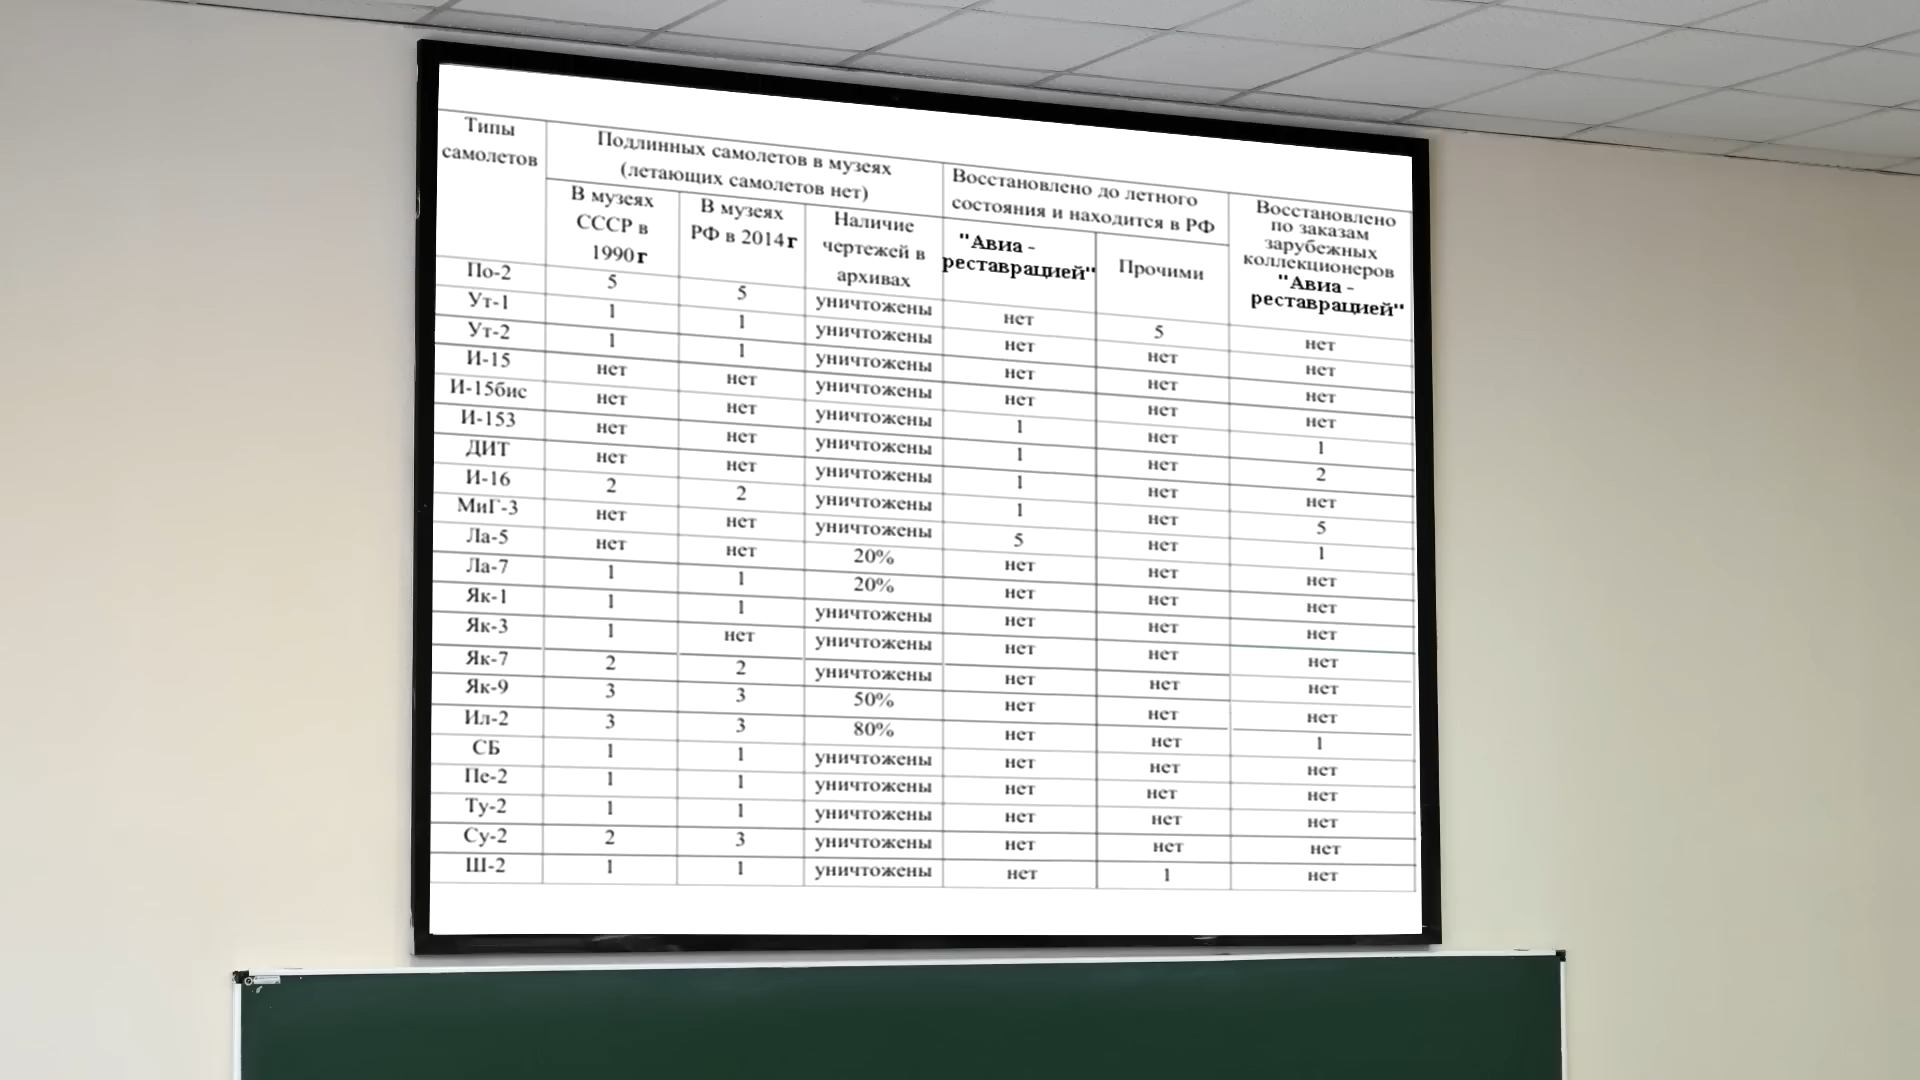 Типы самолетов
Подлинных самолетов в музеях
(летающих самолетов нет)
Восстановлено до летного
состояния и находится в РФ
Восстановлено
по заказам
зарубежных
коллекционеров
"Авиа -
реставрацией"
В музеях
СССР в
1990 г
В музеях
РФ в 2014 г
Наличие
чертежей в
архивах
"Авиа -
реставрацией"
Прочими
По-2 5 5 уничтожены нет 5 нет
Ут-1 1 1 уничтожены нет нет нет
Ут-2 1 1 уничтожены нет нет нет
И-15 нет нет уничтожены нет нет нет
И-15бис нет нет уничтожены 1 нет 1
И-153 нет нет уничтожены 1 нет 2
ДИТ нет нет уничтожены 1 нет нет
И-16 2 2 уничтожены 1 нет 5
МиГ-3 нет нет уничтожены 5 нет 1
Ла-5 нет нет 20% нет нет нет
Ла-7 1 1 20% нет нет нет
Як-1 1 1 уничтожены нет нет нет
Як-3 1 нет уничтожены нет нет нет
Як-7 2 2 уничтожены нет нет нет
Як-9 3 3 50% нет нет нет
Ил-2 3 3 80% нет нет 1
СБ 1 1 уничтожены нет нет нет
Пе-2 1 1 уничтожены нет нет нет
Ту-2 1 1 уничтожены нет нет нет
Су-2 2 3 уничтожены нет нет нет
Ш-2 1 1 уничтожены нет 1 нет